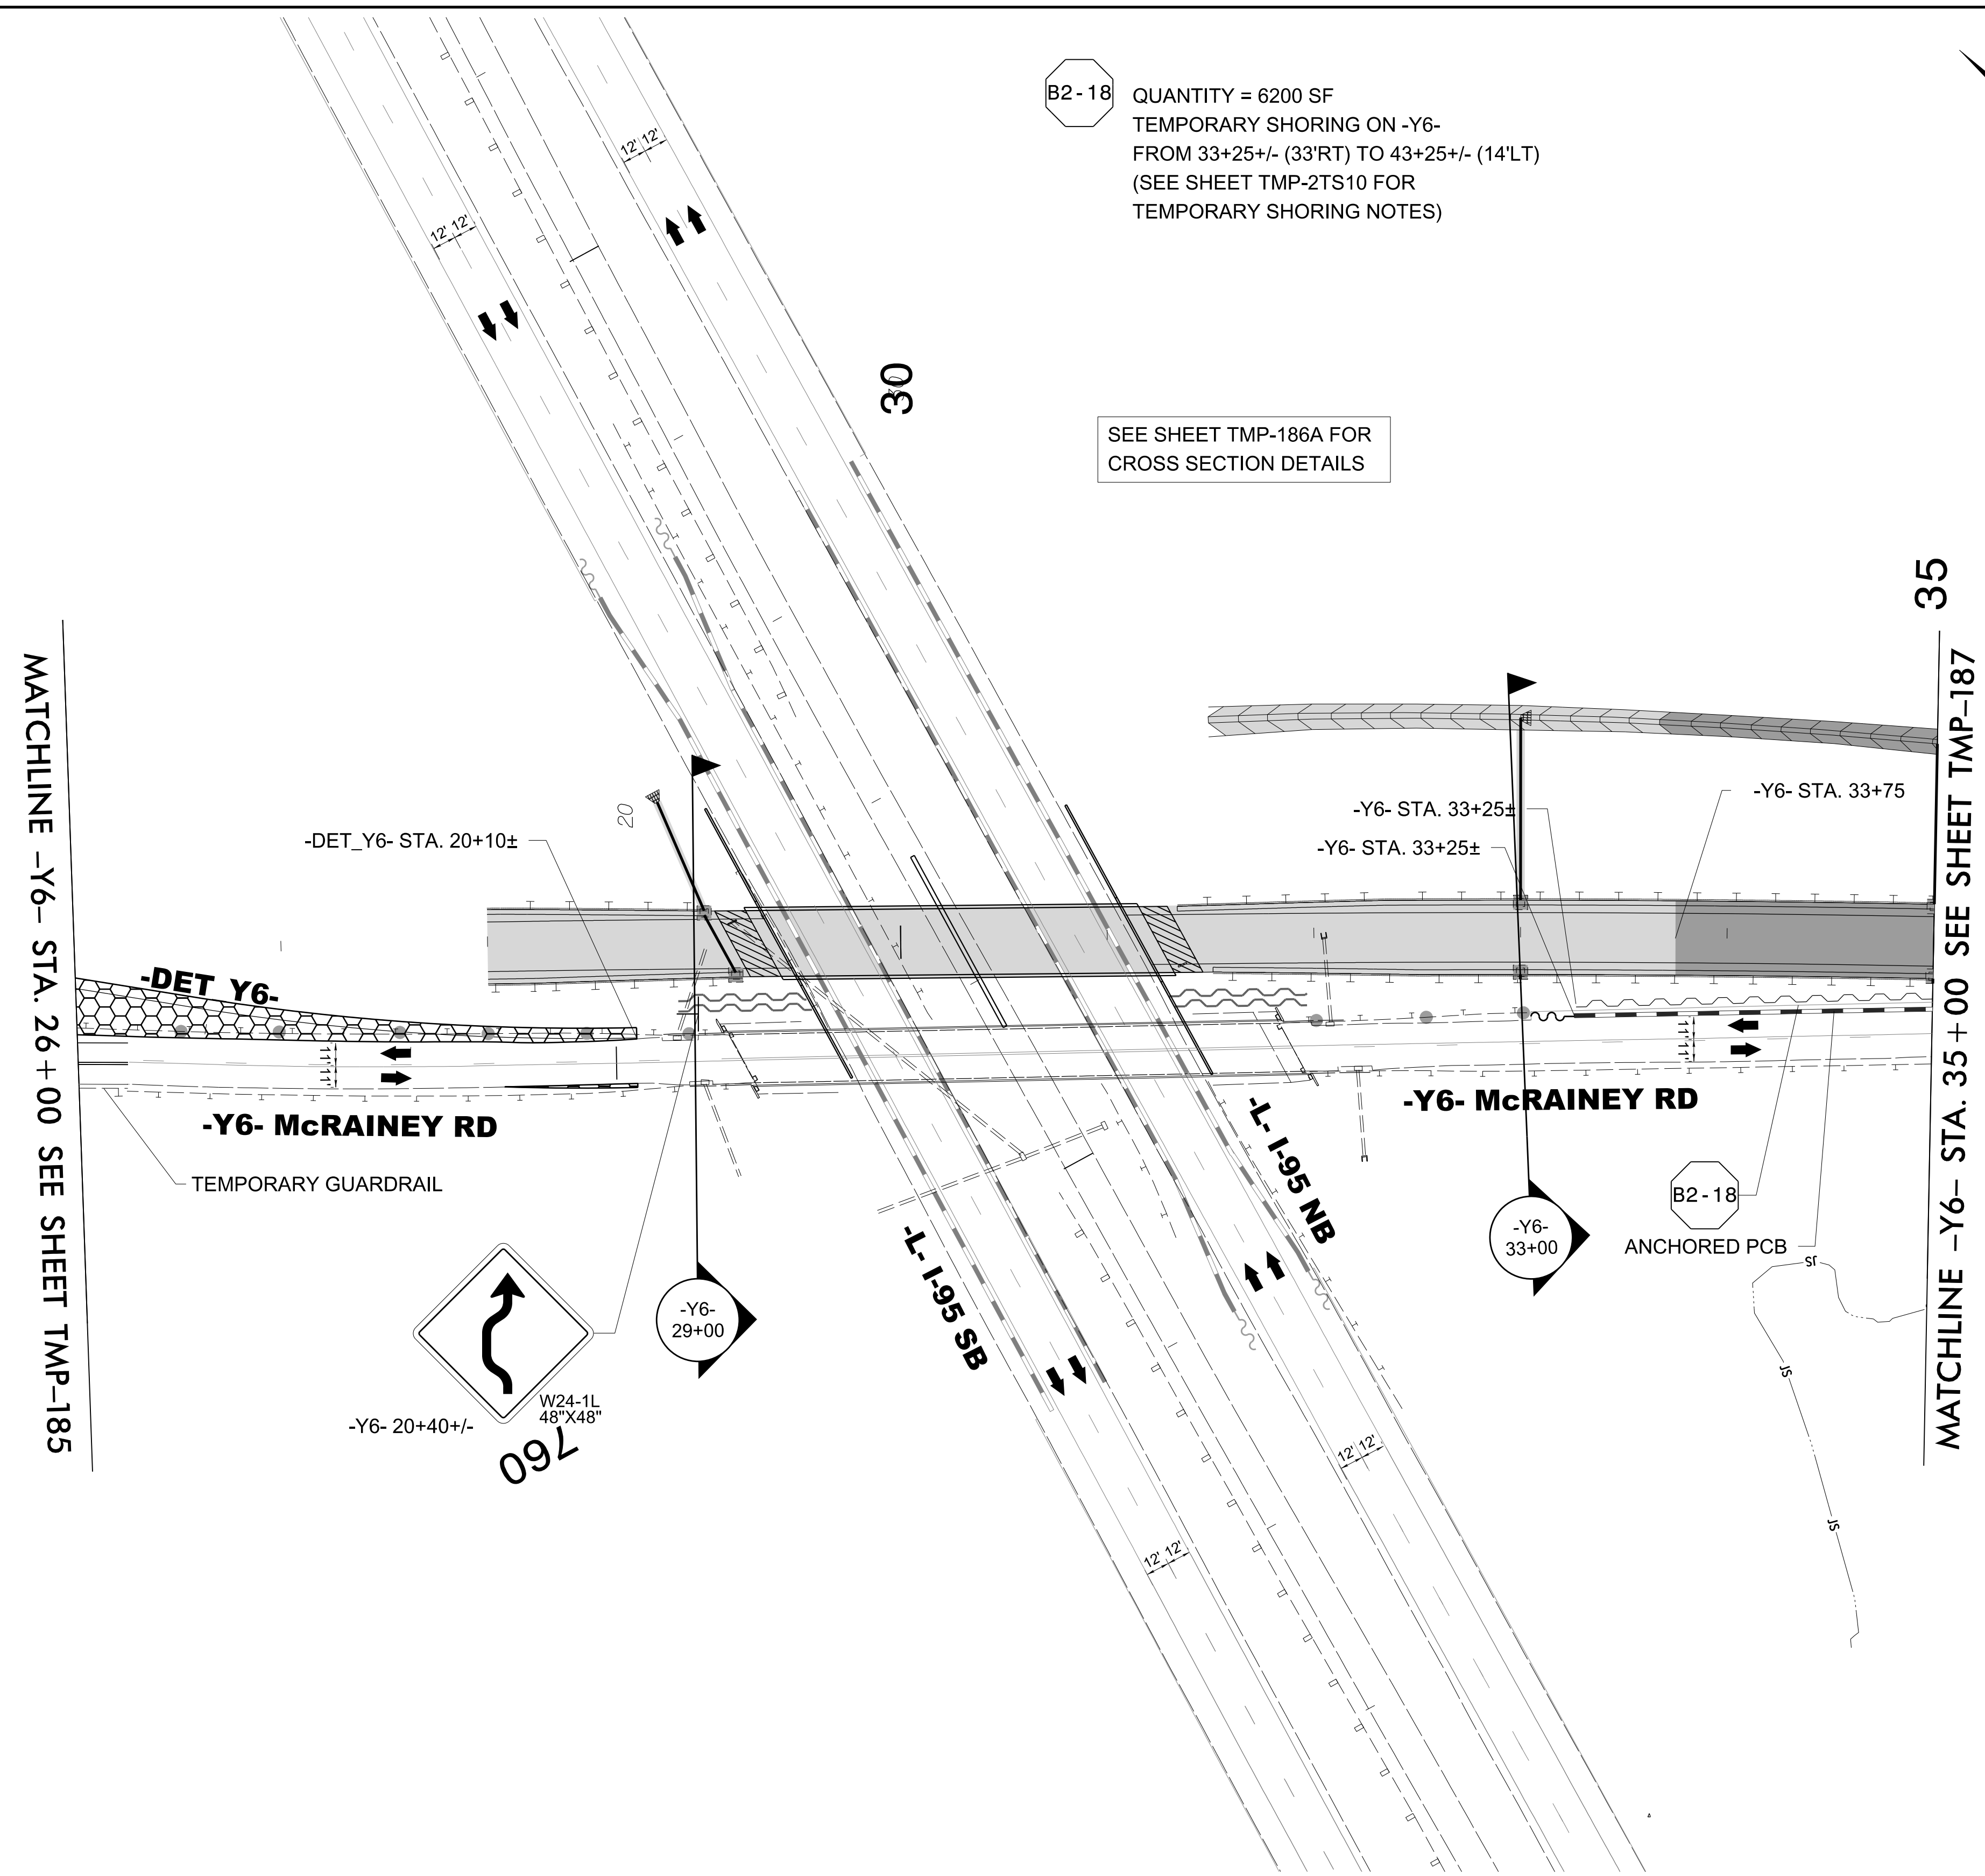 B2-18
QUANTITY = 6200 SF
TEMPORARY SHORING ON -Y6-
FROM 33+25+/- (33'RT) TO 43+25+/- (14'LT)
(SEE SHEET TMP-2TS10 FOR
TEMPORARY SHORING NOTES)
12' 12'
12' 12'
30
30
SEE SHEET TMP-186A FOR
CROSS SECTION DETAILS
35
MATCHLINE -Y6- STA. 26+00 SEE SHEET TMP-185
MATCHLINE -Y6- STA. 35+00 SEE SHEET TMP-187
-Y6- STA. 33+75
-Y6- STA. 33+25±
-Y6- STA. 33+25±
20
-DET_Y6- STA. 20+10±
-DET Y6-
11' 11'
11' 11'
-Y6- McRAINEY RD
-Y6- McRAINEY RD
TEMPORARY GUARDRAIL
-L- I-95 NB
-L- I-95 SB
B2-18
ANCHORED PCB
-Y6-
33+00
-Y6-
29+00
W24-1L
48"X48"
-Y6- 20+40+/-
760
JS
JS
JS
12' 12'
12' 12'